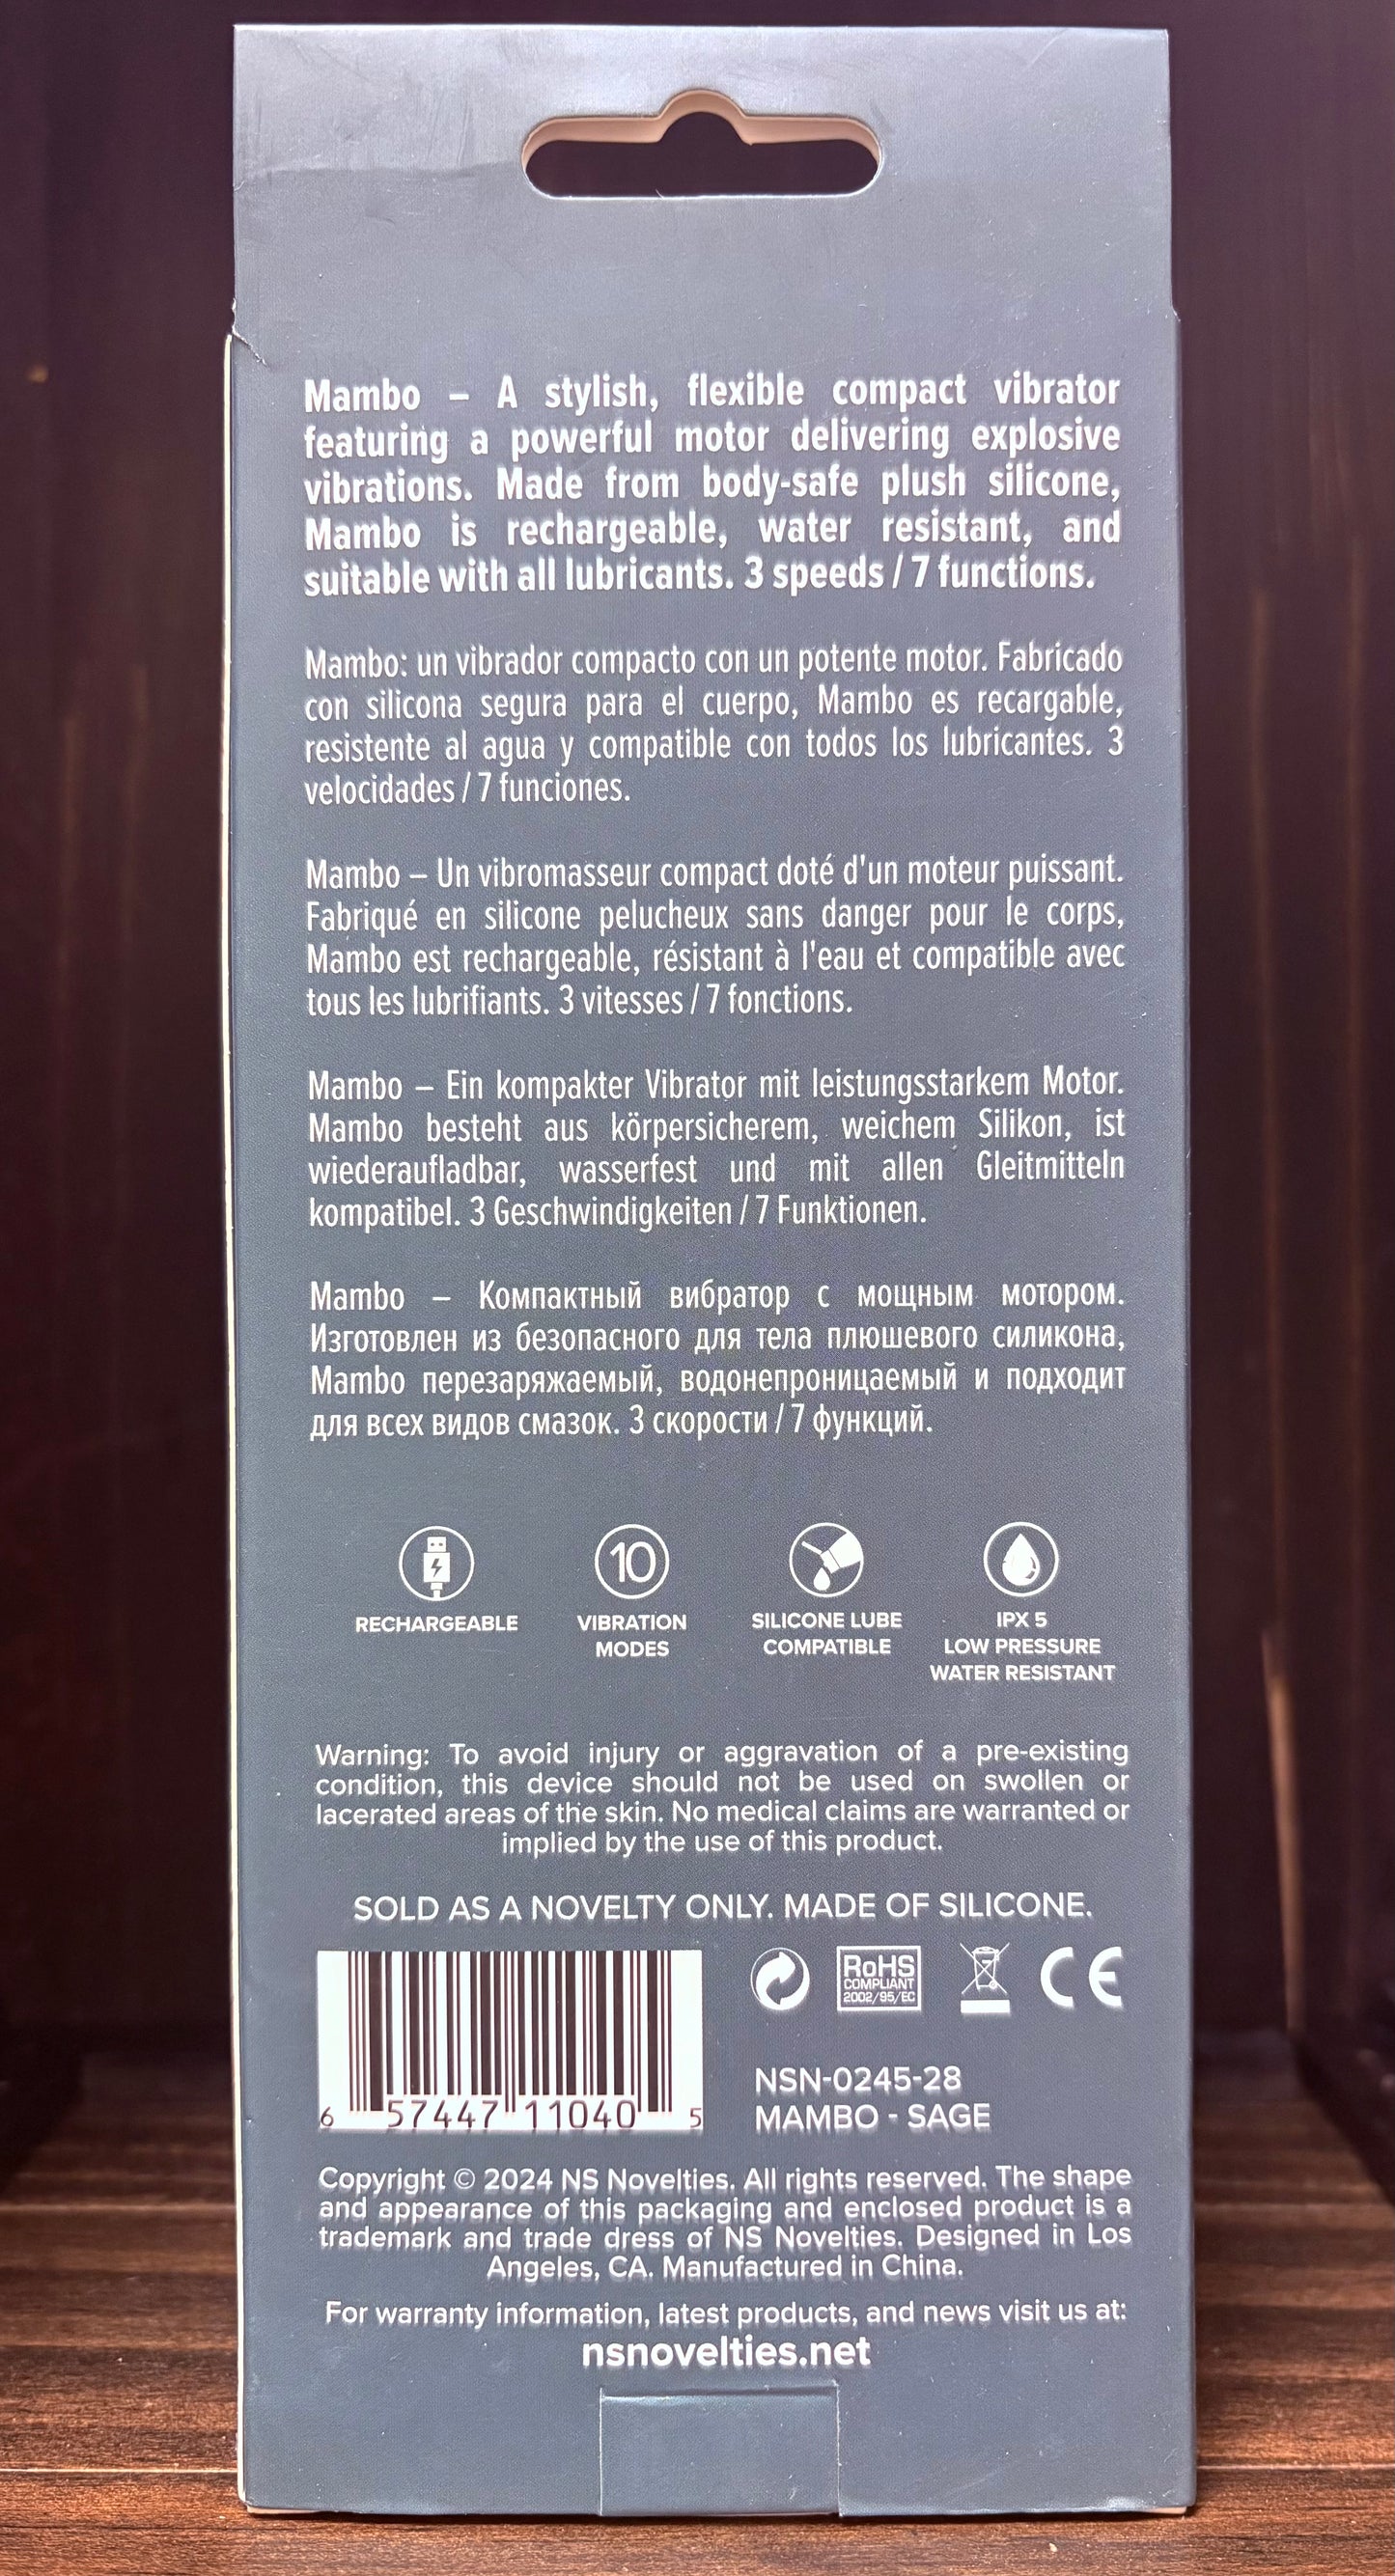 Mambo – A stylish, flexible compact vibrator
featuring a powerful motor delivering explosive
vibrations. Made from body-safe plush silicone,
Mambo is rechargeable, water resistant, and
suitable with all lubricants. 3 speeds / 7 functions.
Mambo: un vibrador compacto con un potente motor. Fabricado
con silicona segura para el cuerpo, Mambo es recargable,
resistente al agua y compatible con todos los lubricantes. 3
velocidades / 7 funciones.
Mambo – Un vibromasseur compact doté d'un moteur puissant.
Fabriqué en silicone pelucheux sans danger pour le corps,
Mambo est rechargeable, résistant à l'eau et compatible avec
tous les lubrifiants. 3 vitesses / 7 fonctions.
Mambo – Ein kompakter Vibrator mit leistungsstarkem Motor.
Mambo besteht aus körpersicherem, weichem Silikon, ist
wiederaufladbar, wasserfest und mit allen Gleitmitteln
kompatibel. 3 Geschwindigkeiten / 7 Funktionen.
Mambo – Компактный вибратор с мощным мотором.
Изготовлен из безопасного для тела плюшевого силикона,
Mambo перезаряжаемый, водонепроницаемый и подходит
для всех видов смазок. 3 скорости / 7 функций.
RECHARGEABLE
10
VIBRATION
MODES
SILICONE LUBE
COMPATIBLE
IPX 5
LOW PRESSURE
WATER RESISTANT
Warning: To avoid injury or aggravation of a pre-existing
condition, this device should not be used on swollen or
lacerated areas of the skin. No medical claims are warranted or
implied by the use of this product.
SOLD AS A NOVELTY ONLY. MADE OF SILICONE.
6 57447 11040 5
RoHS
COMPLIANT
2002/95/EC
CE
NSN-0245-28
MAMBO - SAGE
Copyright © 2024 NS Novelties. All rights reserved. The shape
and appearance of this packaging and enclosed product is a
trademark and trade dress of NS Novelties. Designed in Los
Angeles, CA. Manufactured in China.
For warranty information, latest products, and news visit us at:
nsnovelties.net